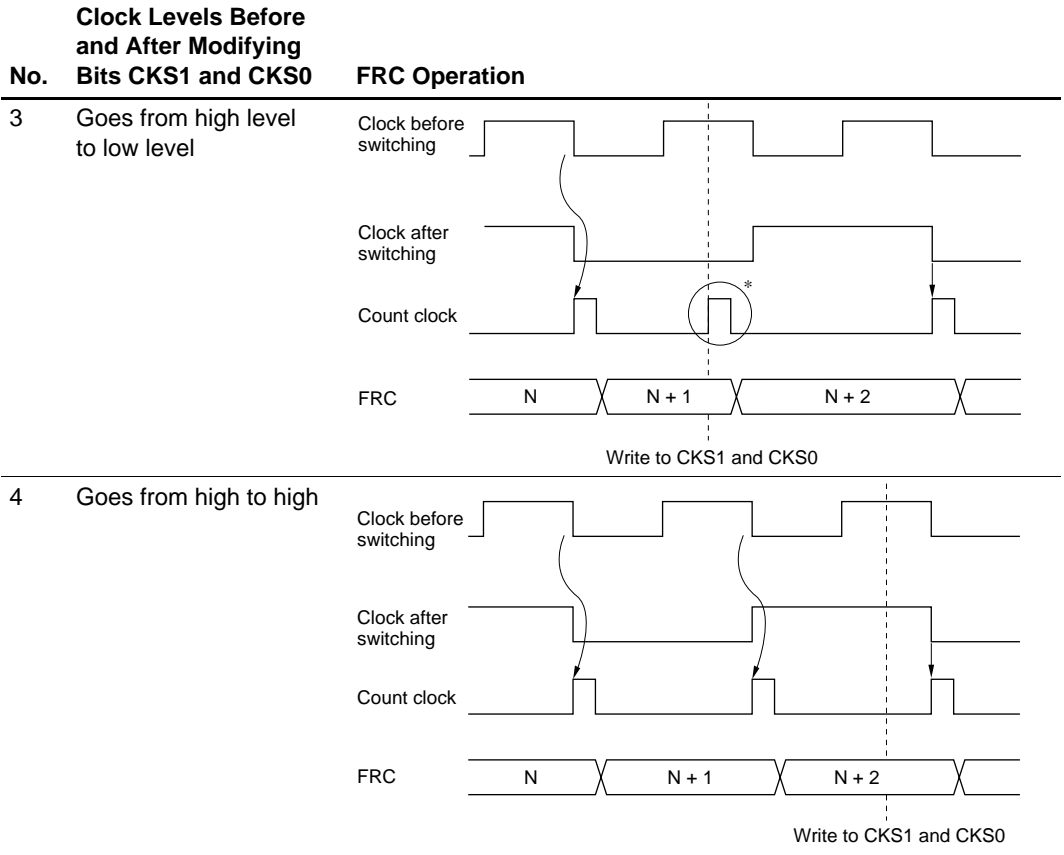 No.
Clock Levels Before
and After Modifying
Bits CKS1 and CKS0
FRC Operation
3
Goes from high level
to low level
Clock before
switching
Clock after
switching
*
Count clock
FRC
N
N + 1
N + 2
Write to CKS1 and CKS0
4
Goes from high to high
Clock before
switching
Clock after
switching
Count clock
FRC
N
N + 1
N + 2
Write to CKS1 and CKS0